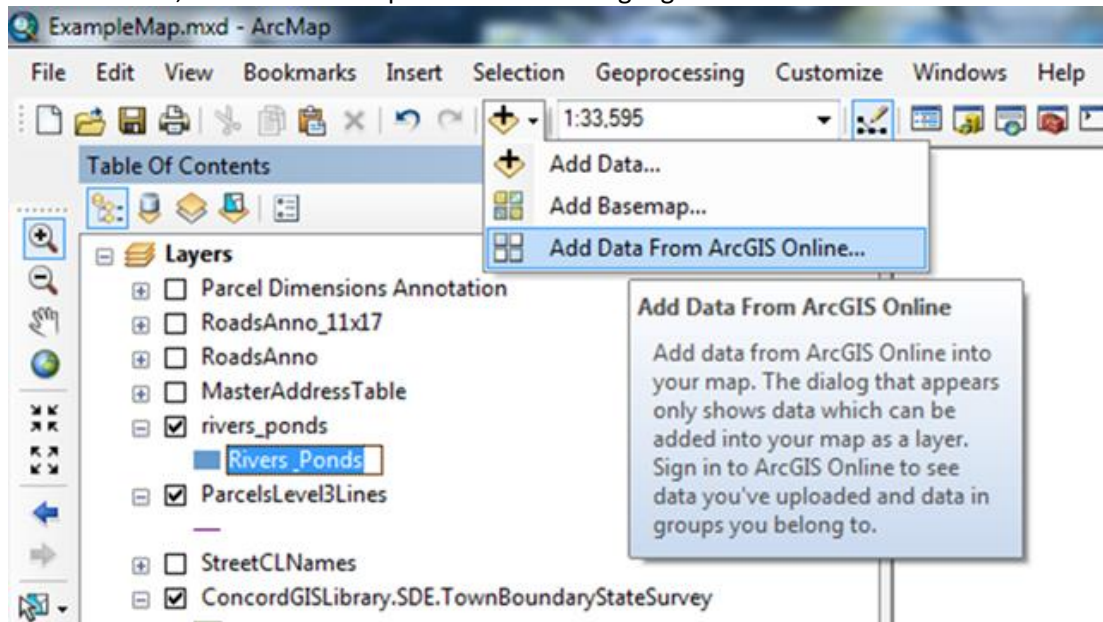 ExampleMap.mxd - ArcMap
File Edit View Bookmarks Insert Selection Geoprocessing Customize Windows Help
1:33,595
Table Of Contents
Add Data...
Add Basemap...
Add Data From ArcGIS Online...
Layers
Parcel Dimensions Annotation
RoadsAnno_11x17
RoadsAnno
MasterAddressTable
rivers_ponds
Rivers_Ponds
ParcelsLevel3Lines
StreetCLNames
ConcordGISLibrary.SDE.TownBoundaryStateSurvey
Add Data From ArcGIS Online
Add data from ArcGIS Online into
your map. The dialog that appears
only shows data which can be
added into your map as a layer.
Sign in to ArcGIS Online to see
data you've uploaded and data in
groups you belong to.